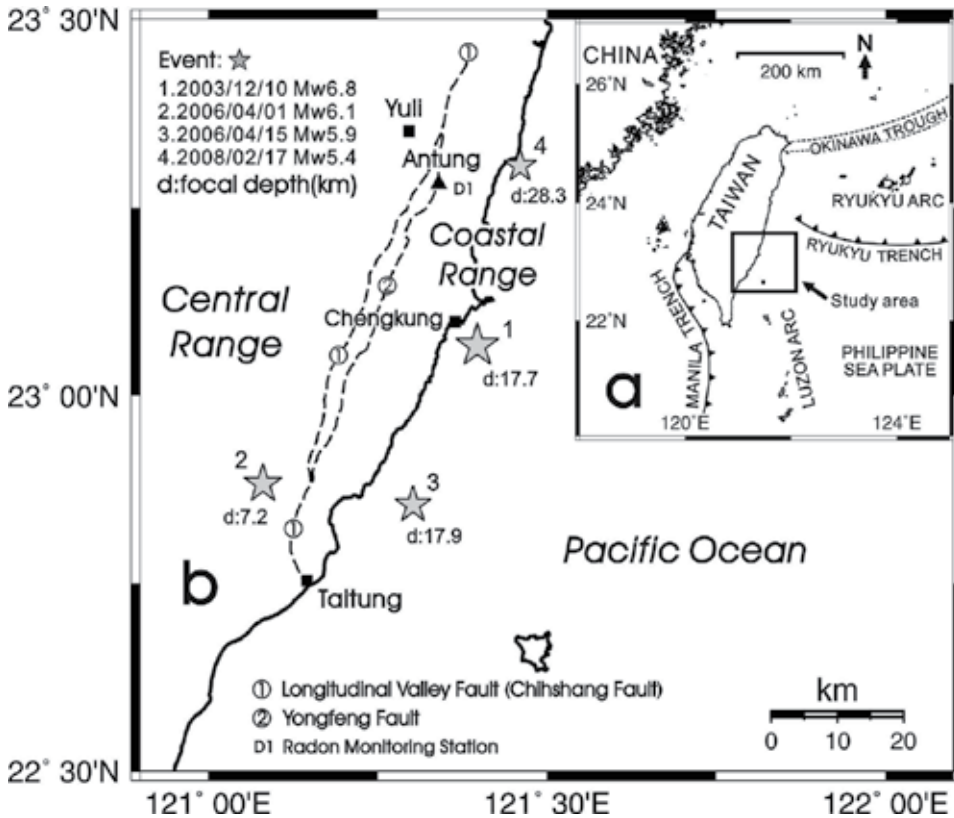 23° 30'N
Event:
1.2003/12/10 Mw6.8
2.2006/04/01 Mw6.1
3.2006/04/15 Mw5.9
4.2008/02/17 Mw5.4
d:focal depth(km)
Yuli
Antung
D1
4
d:28.3
Coastal
Range
Central
Range
Chengkung
1
d:17.7
23° 00'N
2
d:7.2
3
d:17.9
1
2
1
1
b
Taltung
Pacific Ocean
1 Longitudinal Valley Fault (Chihshang Fault)
2 Yongfeng Fault
D1 Radon Monitoring Station
km
0 10 20
22° 30'N
121° 00'E
121° 30'E
122° 00'E
CHINA
200 km
N
26°N
OKINAWA TROUGH
TAIWAN
24°N
RYUKYU ARC
RYUKYU TRENCH
Study area
22°N
MANILA TRENCH
LUZON ARC
PHILIPPINE
SEA PLATE
a
120°E
124°E